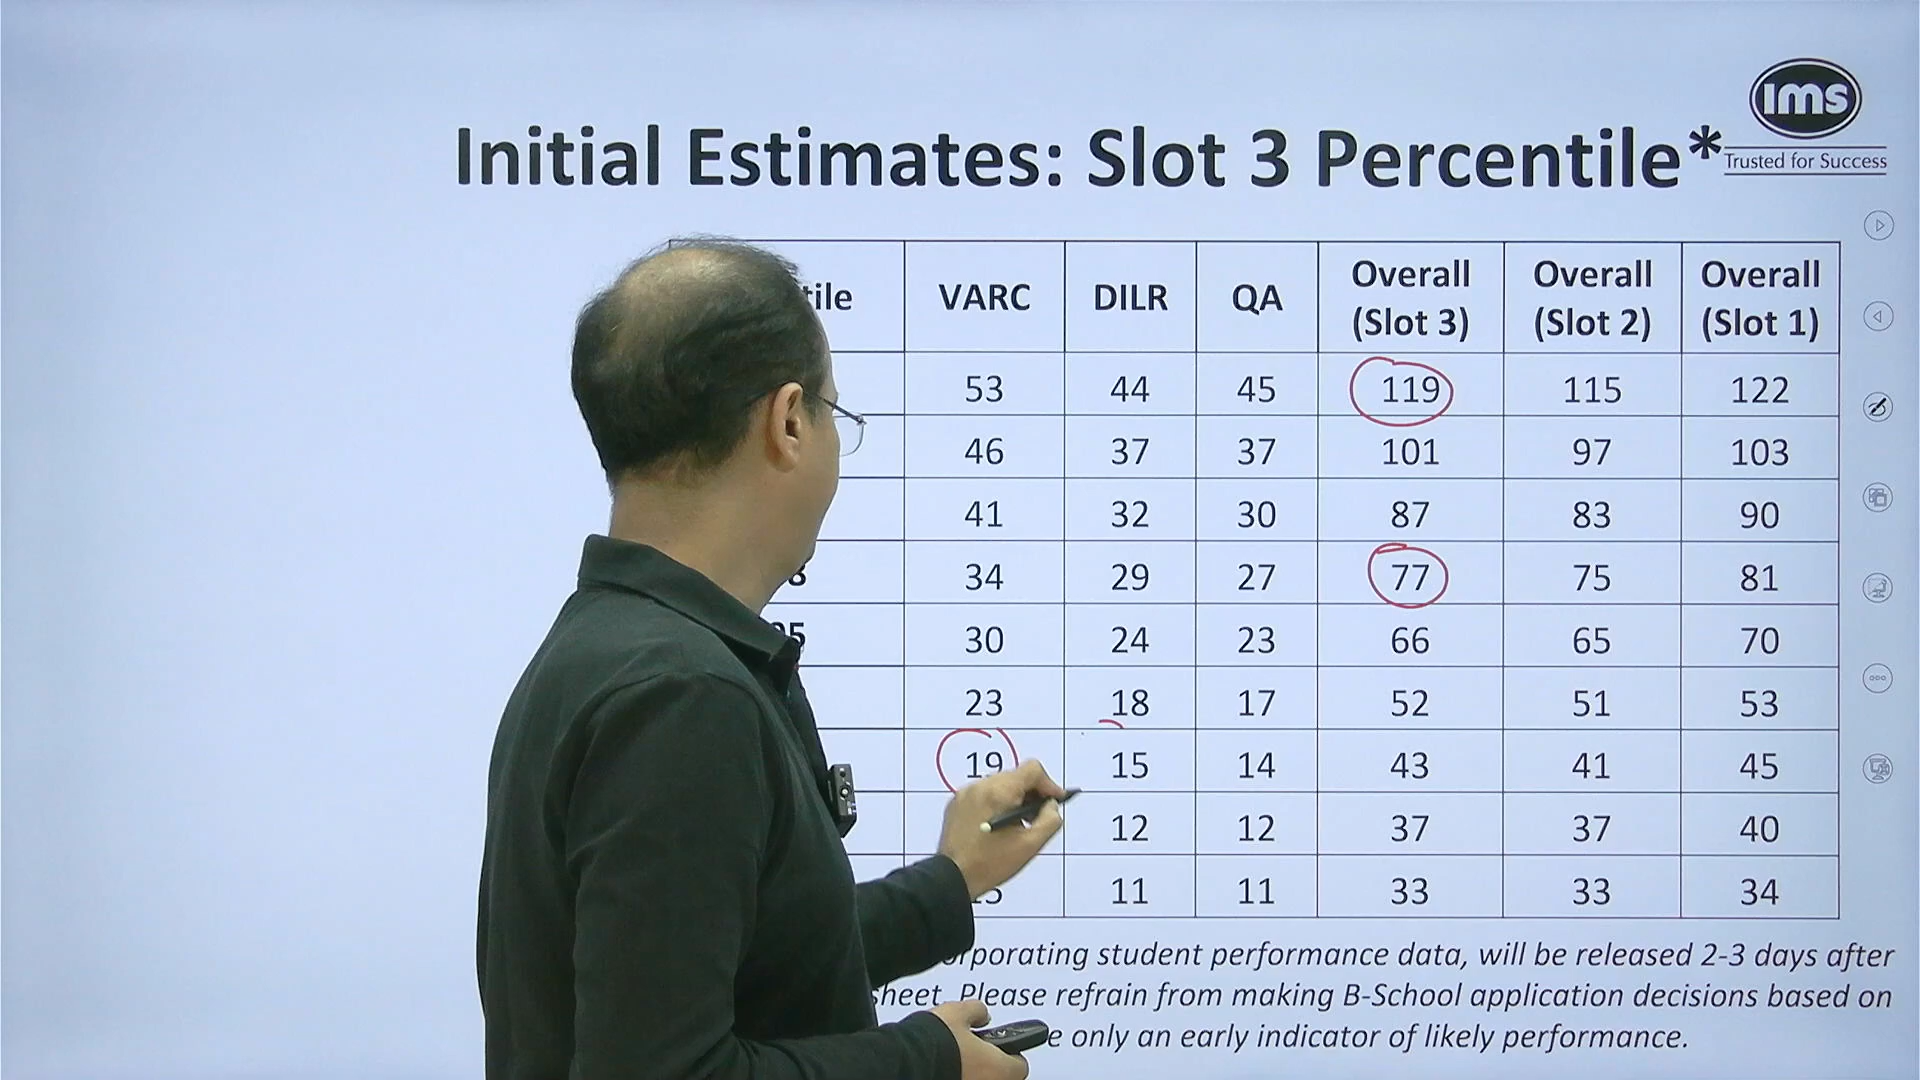 ims
Trusted for Success
Initial Estimates: Slot 3 Percentile*
VARC DILR QA Overall (Slot 3) Overall (Slot 2) Overall (Slot 1)
53 44 45 119 115 122
46 37 37 101 97 103
41 32 30 87 83 90
34 29 27 77 75 81
30 24 23 66 65 70
23 18 17 52 51 53
19 15 14 43 41 45
12 12 37 37 40
11 11 33 33 34
student performance data, will be released 2-3 days after
Please refrain from making B-School application decisions based on
only an early indicator of likely performance.